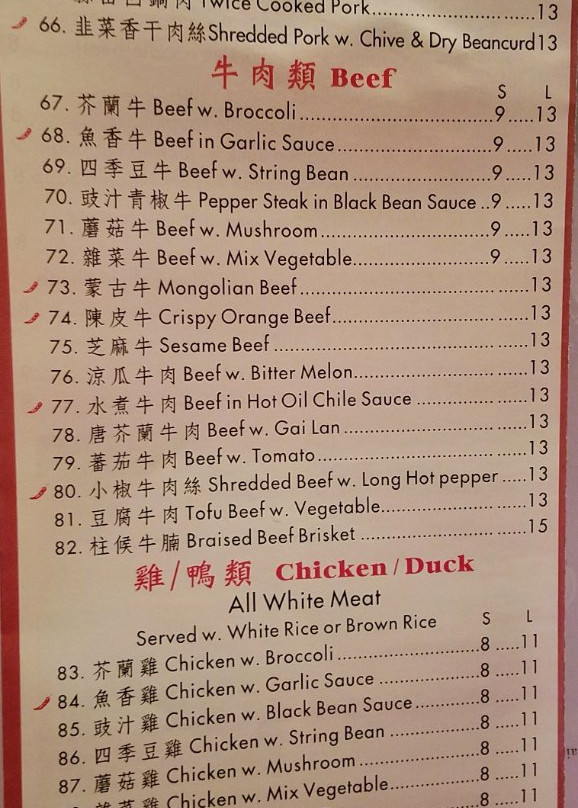 Twice Cooked Pork..................13
66. 韭菜香干肉絲Shredded Pork w. Chive & Dry Beancurd13
牛肉類 Beef
S L
67. 芥蘭牛 Beef w. Broccoli.................................9.....13
68. 魚香牛 Beef in Garlic Sauce..........................9.....13
69. 四季豆牛 Beef w. String Bean........................9.....13
70. 豉汁青椒牛 Pepper Steak in Black Bean Sauce ..9.....13
71. 蘑菇牛 Beef w. Mushroom.............................9.....13
72. 雜菜牛 Beef w. Mix Vegetable........................9.....13
73. 蒙古牛 Mongolian Beef......................................13
74. 陳皮牛 Crispy Orange Beef.................................13
75. 芝麻牛 Sesame Beef ..........................................13
76. 涼瓜牛肉 Beef w. Bitter Melon.............................13
77. 水煮牛肉 Beef in Hot Oil Chile Sauce ....................13
78. 唐芥蘭牛肉 Beef w. Gai Lan ...............................13
79. 蕃茄牛肉 Beef w. Tomato...................................13
80. 小椒牛肉絲 Shredded Beef w. Long Hot pepper .....13
81. 豆腐牛肉 Tofu Beef w. Vegetable..........................13
82. 柱候牛腩 Braised Beef Brisket .............................15
雞/鴨類 Chicken/Duck
All White Meat
Served w. White Rice or Brown Rice
S L
83. 芥蘭雞 Chicken w. Broccoli..........................8.....11
84. 魚香雞 Chicken w. Garlic Sauce ...................8.....11
85. 豉汁雞 Chicken w. Black Bean Sauce.............8.....11
86. 四季豆雞 Chicken w. String Bean .................8.....11
87. 蘑菇雞 Chicken w. Mushroom......................8.....11
雜菜雞 Chicken w. Mix Vegetable.................8.....11